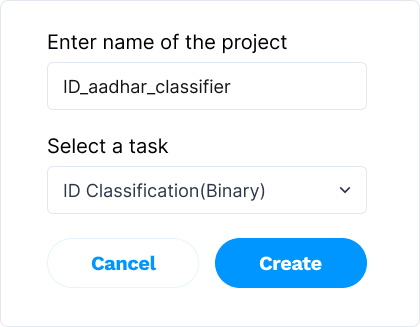 Enter name of the project
ID_aadhar_classifier
Select a task
ID Classification(Binary)
Cancel
Create